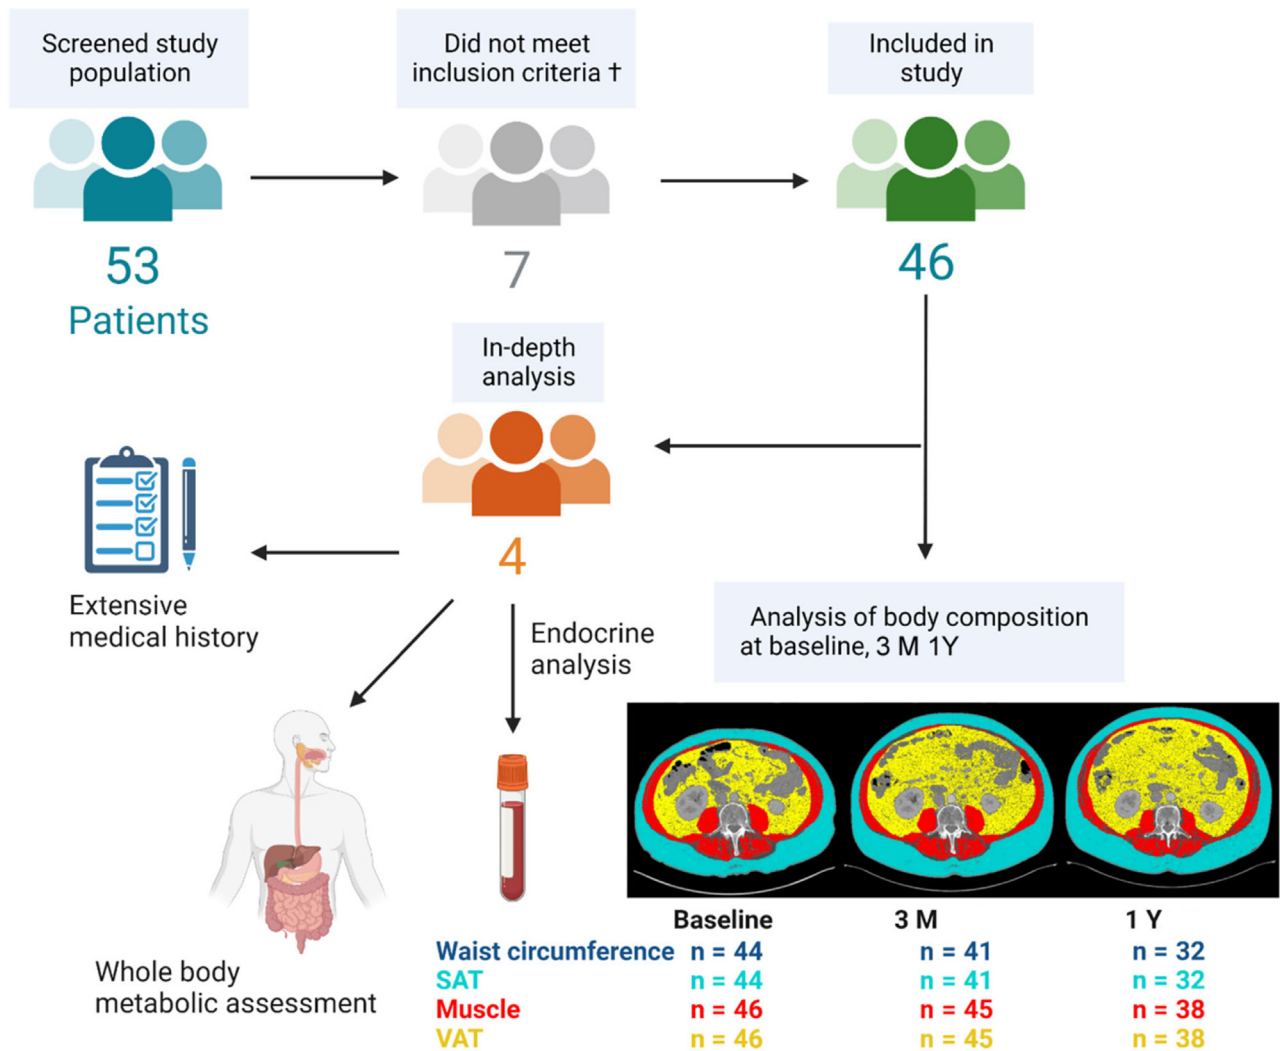 Screened study
population
53
Patients
Did not meet
inclusion criteria †
7
Included in
study
46
In-depth
analysis
4
Extensive
medical history
Endocrine
analysis
Whole body
metabolic assessment
Analysis of body composition
at baseline, 3 M 1Y
Baseline 3 M 1 Y
Waist circumference n = 44 n = 41 n = 32
SAT n = 44 n = 41 n = 32
Muscle n = 46 n = 45 n = 38
VAT n = 46 n = 45 n = 38